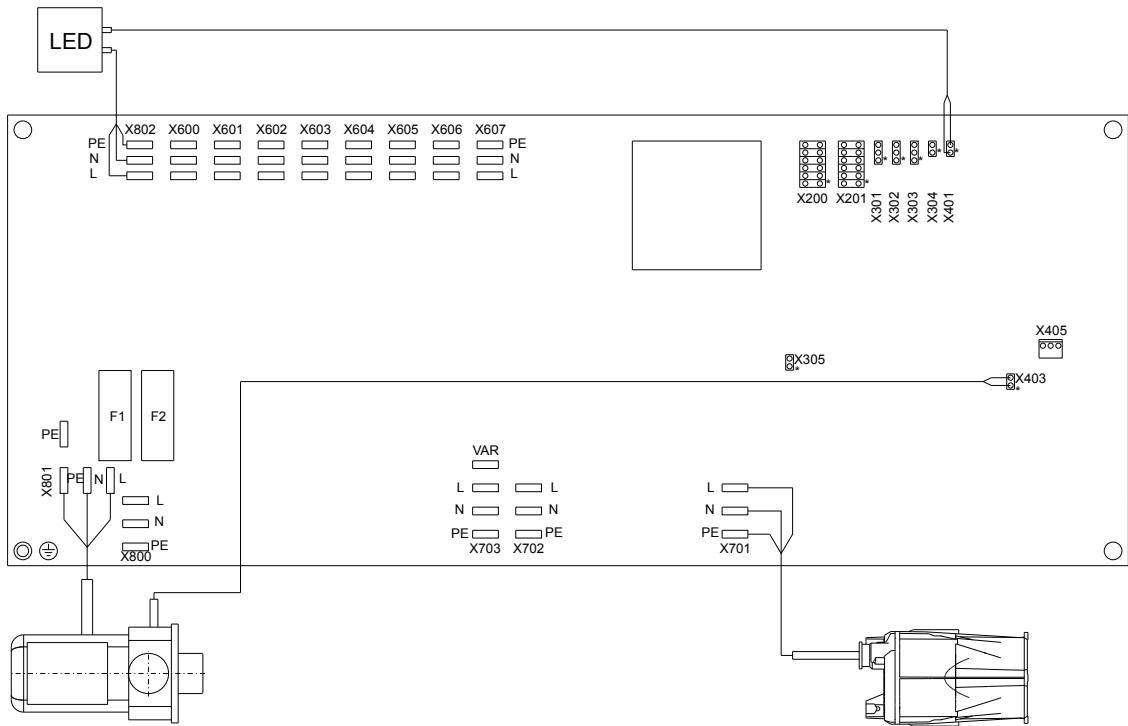 LED
X802 X600 X601 X602 X603 X604 X605 X606 X607
PE PE
N N
L L
* * * * * * *
X200 X201 X301 X302 X303 X304 X401
X405
X305
*
X403
*
F1 F2
PE
VAR
X801 PE N L
L L L L
N N N N
PE PE PE PE
X800 X703 X702 X701